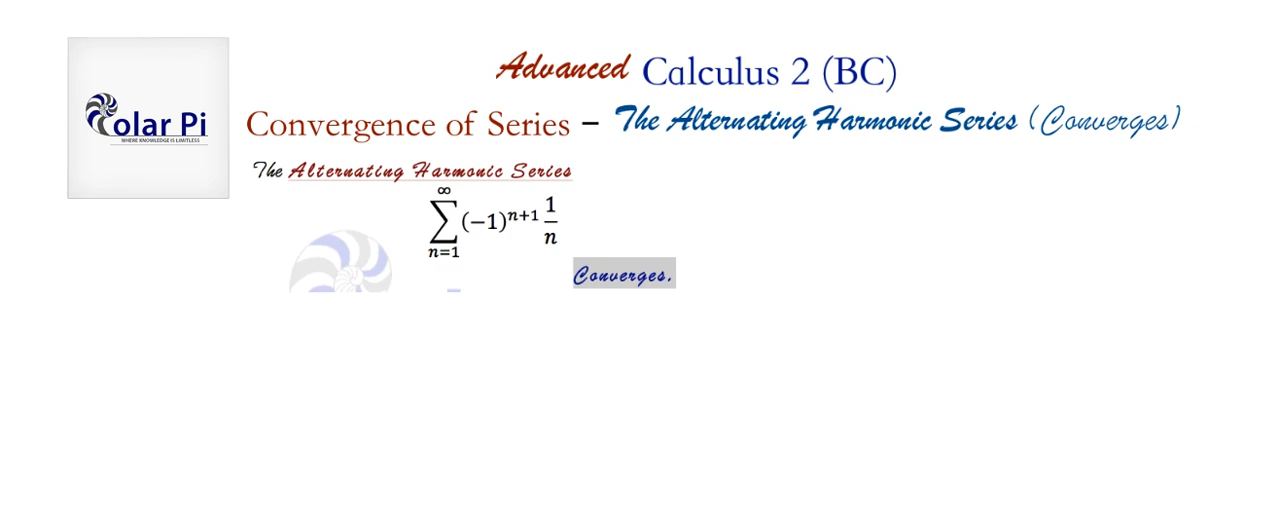 Advanced Calculus 2 (BC)
olar Pi
WHERE KNOWLEDGE IS LIMITLESS
Convergence of Series – The Alternating Harmonic Series (Converges)
The Alternating Harmonic Series
∞
∑(−1)ⁿ⁺¹ 1/n
n=1
Converges.